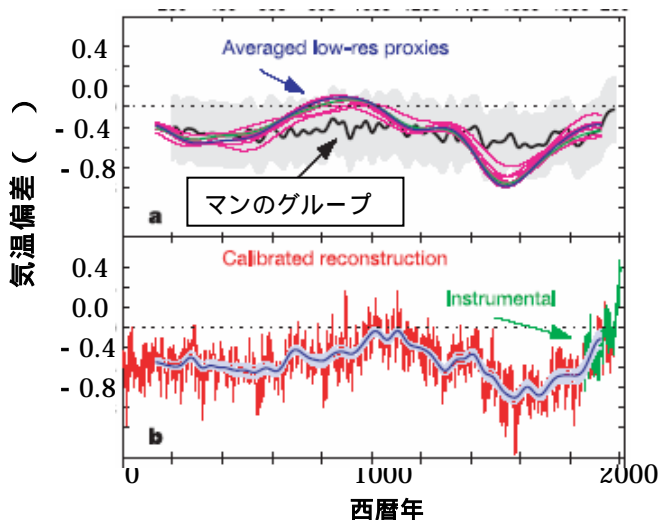 0.4
Averaged low-res proxies
0.0
- 0.4
- 0.8
マンのグループ
a
気温偏差( )
0.4
Calibrated reconstruction
Instrumental
0.0
- 0.4
- 0.8
b
0 1000 2000
西暦年